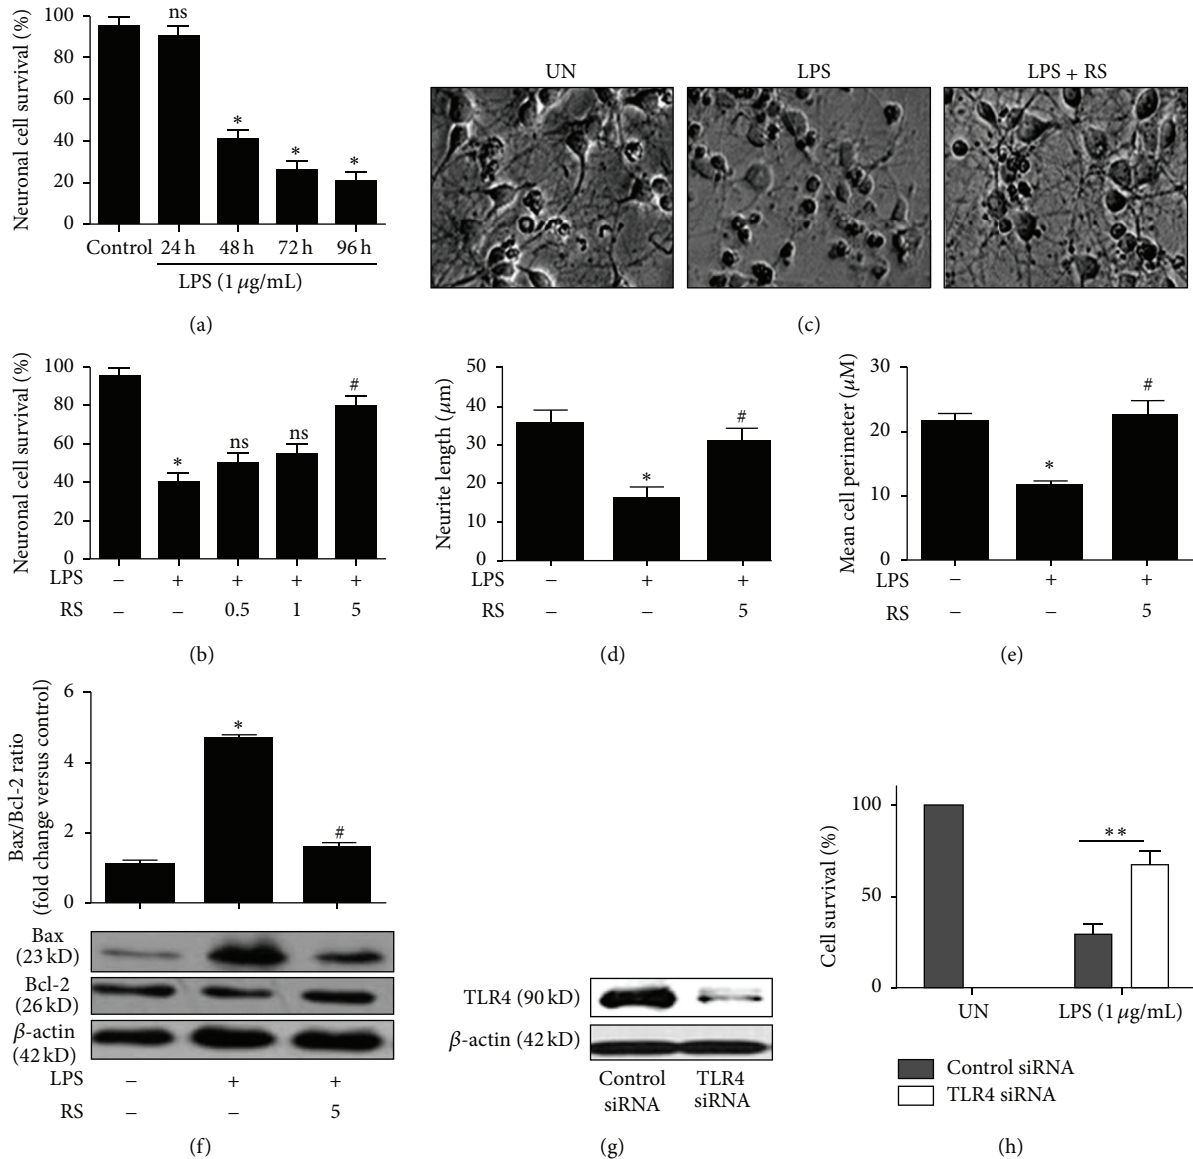 Neuronal cell survival (%)
100
80
60
40
20
0
ns
*
*
*
Control
24 h
48 h
72 h
96 h
LPS (1 μg/mL)
(a)
UN
LPS
LPS + RS
(c)
Neuronal cell survival (%)
100
80
60
40
20
0
*
ns
ns
#
LPS − + + + +
RS − − 0.5 1 5
(b)
Neurite length (μm)
50
40
30
20
10
0
*
#
− + +
− − 5
(d)
Mean cell perimeter (μM)
30
20
10
0
*
#
LPS − + +
RS − − 5
(e)
Bax/Bcl-2 ratio
(fold change versus control)
6
4
2
0
*
#
Bax
(23 kD)
Bcl-2
(26 kD)
β-actin
(42 kD)
LPS − + +
RS − − 5
(f)
TLR4 (90 kD)
β-actin (42 kD)
Control
siRNA
TLR4
siRNA
(g)
Cell survival (%)
100
50
0
**
UN
LPS (1 μg/mL)
Control siRNA
TLR4 siRNA
(h)